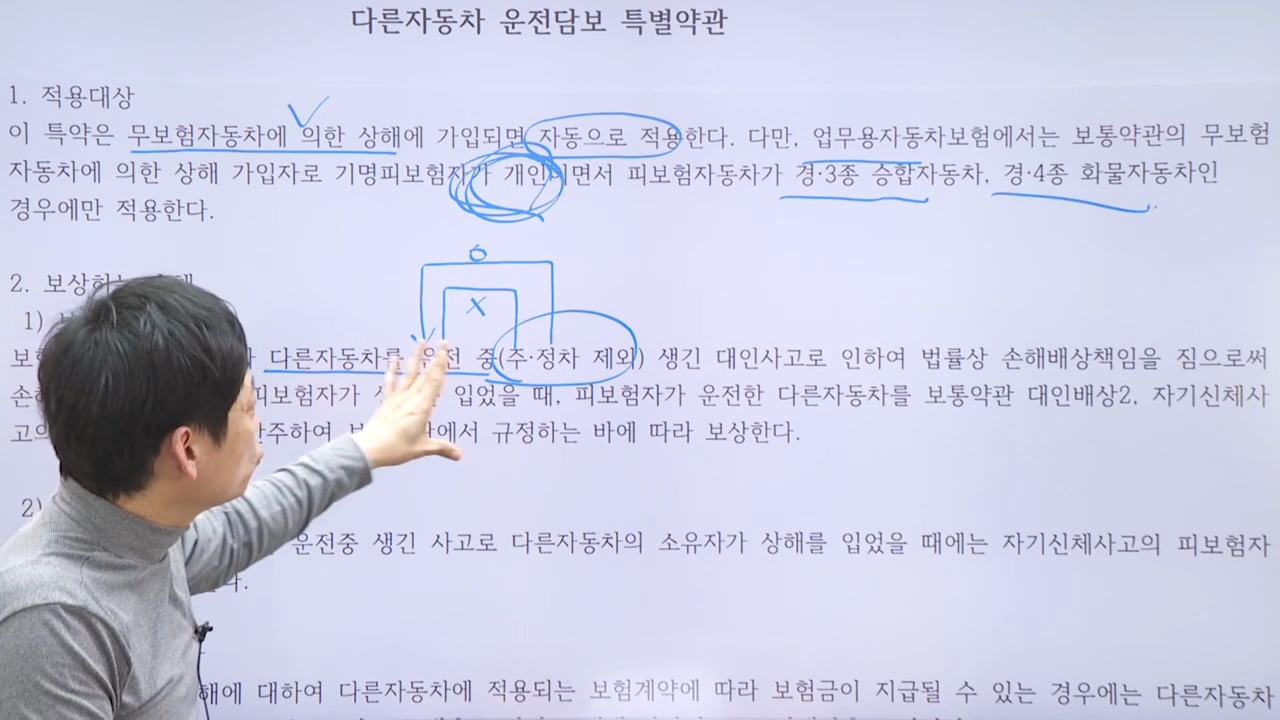 다른자동차 운전담보 특별약관
1. 적용대상
이 특약은 무보험자동차에 의한 상해에 가입되면 자동으로 적용한다. 다만, 업무용자동차보험에서는 보통약관의 무보험
자동차에 의한 상해 가입자로 기명피보험자가 개인이면서 피보험자동차가 경·3종 승합자동차, 경·4종 화물자동차인
경우에만 적용한다.
O
2. 보상하는 손해
X
1)
다른자동차를 운전 중(주·정차 제외) 생긴 대인사고로 인하여 법률상 손해배상책임을 짐으로써
피보험자가 입었을 때, 피보험자가 운전한 다른자동차를 보통약관 대인배상2, 자기신체사
에서 규정하는 바에 따라 보상한다.
2)
운전중 생긴 사고로 다른자동차의 소유자가 상해를 입었을 때에는 자기신체사고의 피보험자
대하여 다른자동차에 적용되는 보험계약에 따라 보험금이 지급될 수 있는 경우에는 다른자동차